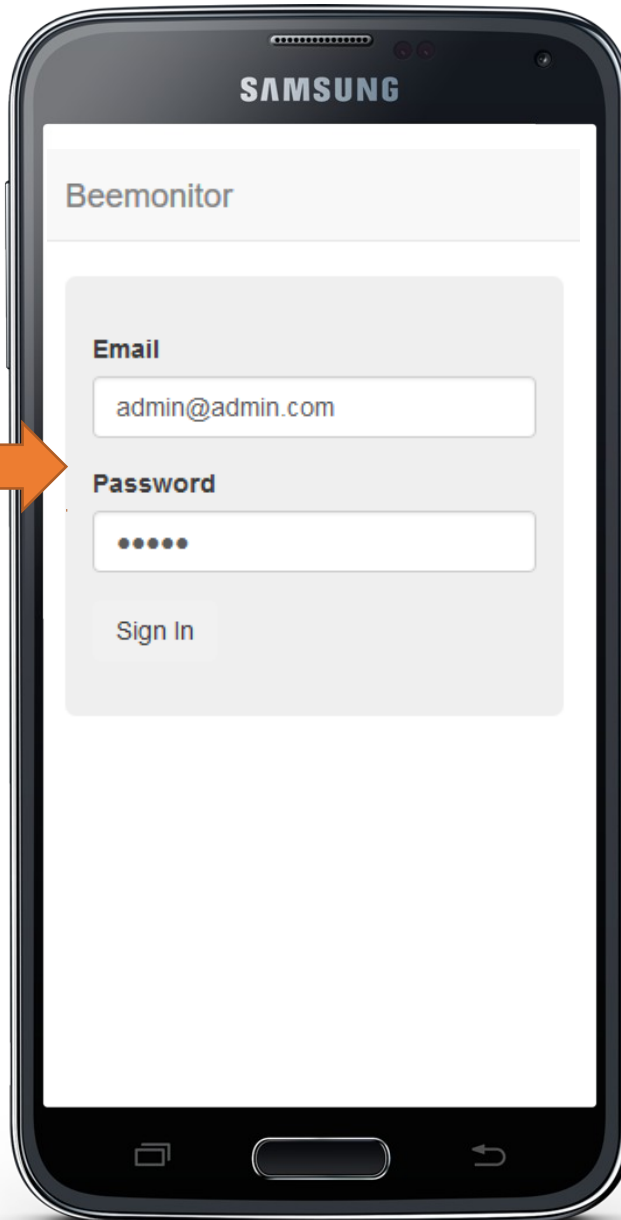 SAMSUNG
Beemonitor
Email
admin@admin.com
Password
•••••
Sign In